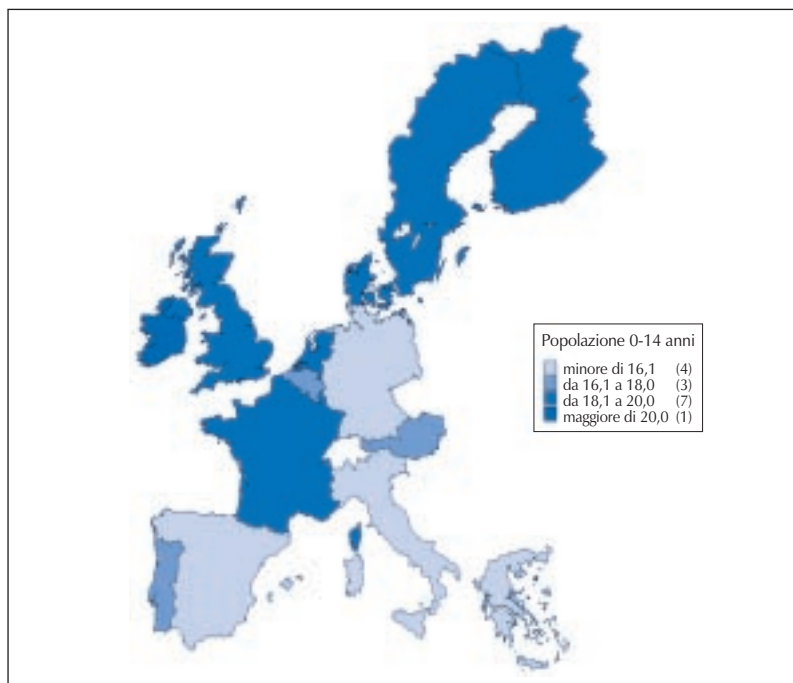 Popolazione 0-14 anni
minore di 16,1 (4)
da 16,1 a 18,0 (3)
da 18,1 a 20,0 (7)
maggiore di 20,0 (1)